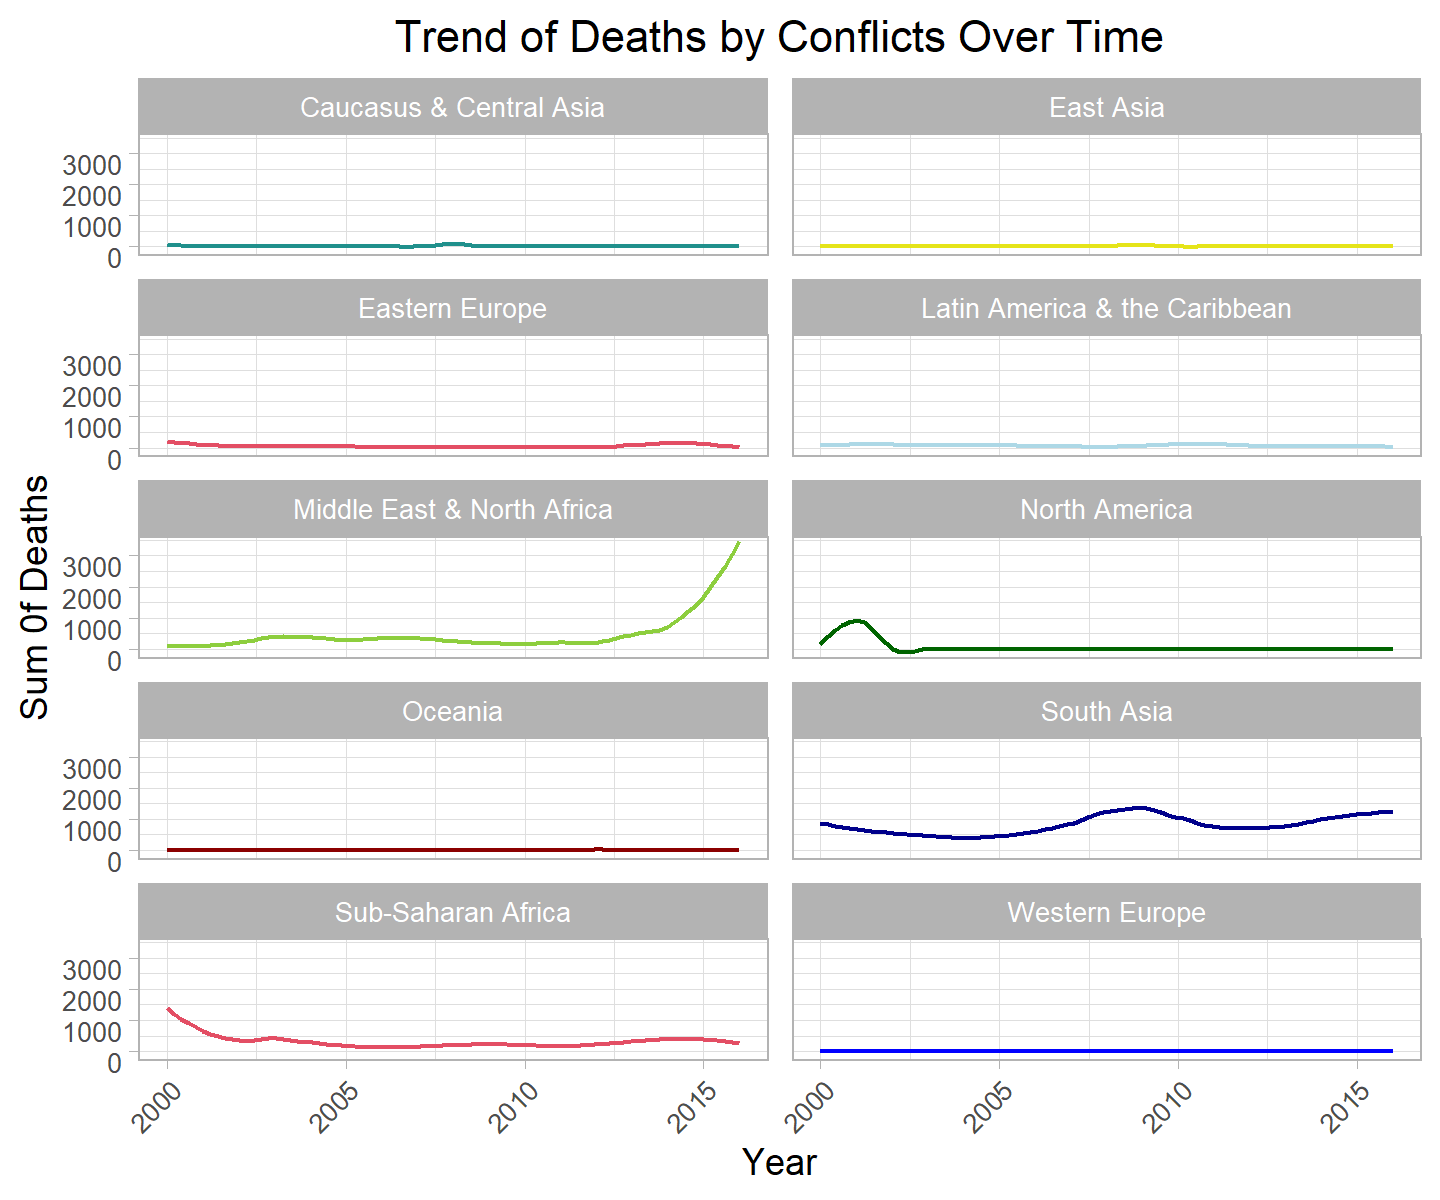 Trend of Deaths by Conflicts Over Time
Caucasus & Central Asia
East Asia
3000
2000
1000
0
Eastern Europe
Latin America & the Caribbean
3000
2000
1000
0
Middle East & North Africa
North America
3000
2000
1000
0
Oceania
South Asia
3000
2000
1000
0
Sub-Saharan Africa
Western Europe
3000
2000
1000
0
2000 2005 2010 2015
2000 2005 2010 2015
Year
Sum 0f Deaths